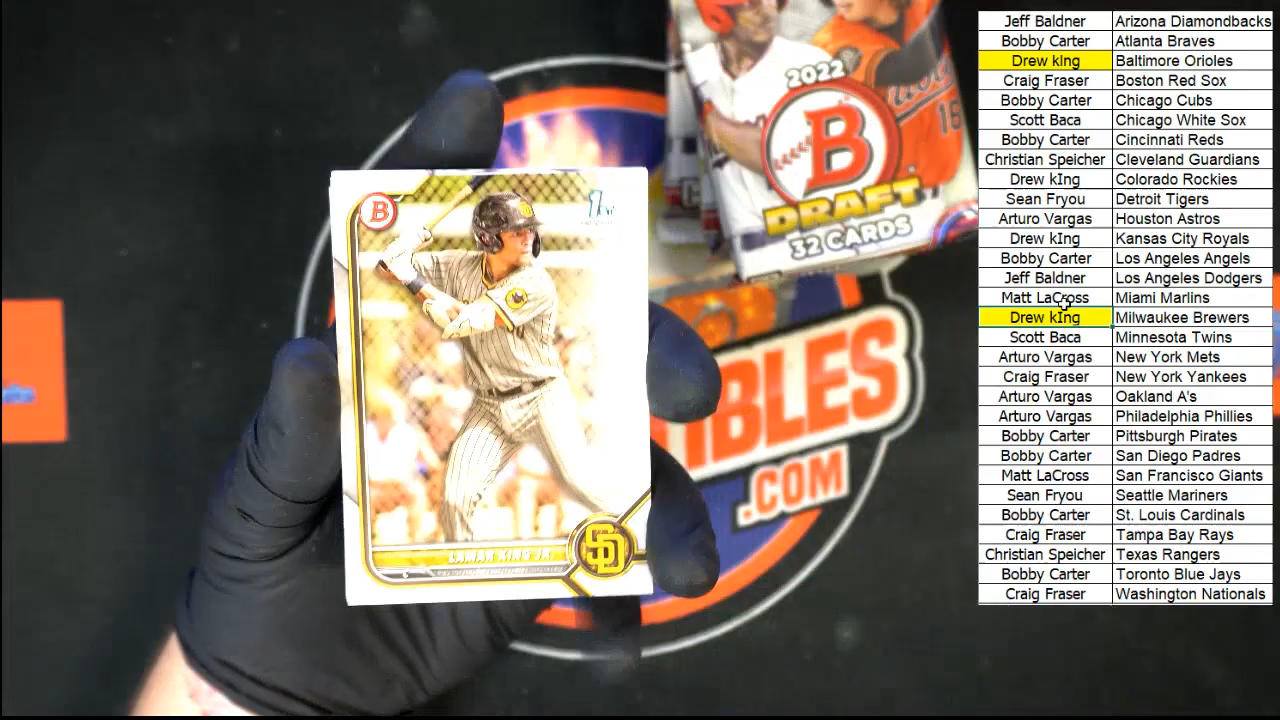 Jeff Baldner Arizona Diamondbacks
Bobby Carter Atlanta Braves
Drew kIng Baltimore Orioles
Craig Fraser Boston Red Sox
Bobby Carter Chicago Cubs
Scott Baca Chicago White Sox
Bobby Carter Cincinnati Reds
Christian Speicher Cleveland Guardians
Drew kIng Colorado Rockies
Sean Fryou Detroit Tigers
Arturo Vargas Houston Astros
Drew kIng Kansas City Royals
Bobby Carter Los Angeles Angels
Jeff Baldner Los Angeles Dodgers
Matt LaCross Miami Marlins
Drew kIng Milwaukee Brewers
Scott Baca Minnesota Twins
Arturo Vargas New York Mets
Craig Fraser New York Yankees
Arturo Vargas Oakland A's
Arturo Vargas Philadelphia Phillies
Bobby Carter Pittsburgh Pirates
Bobby Carter San Diego Padres
Matt LaCross San Francisco Giants
Sean Fryou Seattle Mariners
Bobby Carter St. Louis Cardinals
Craig Fraser Tampa Bay Rays
Christian Speicher Texas Rangers
Bobby Carter Toronto Blue Jays
Craig Fraser Washington Nationals
2022
B
DRAFT
32 CARDS
16
B
1st
LAMAR KING JR.
C
SD
IBLES
.COM